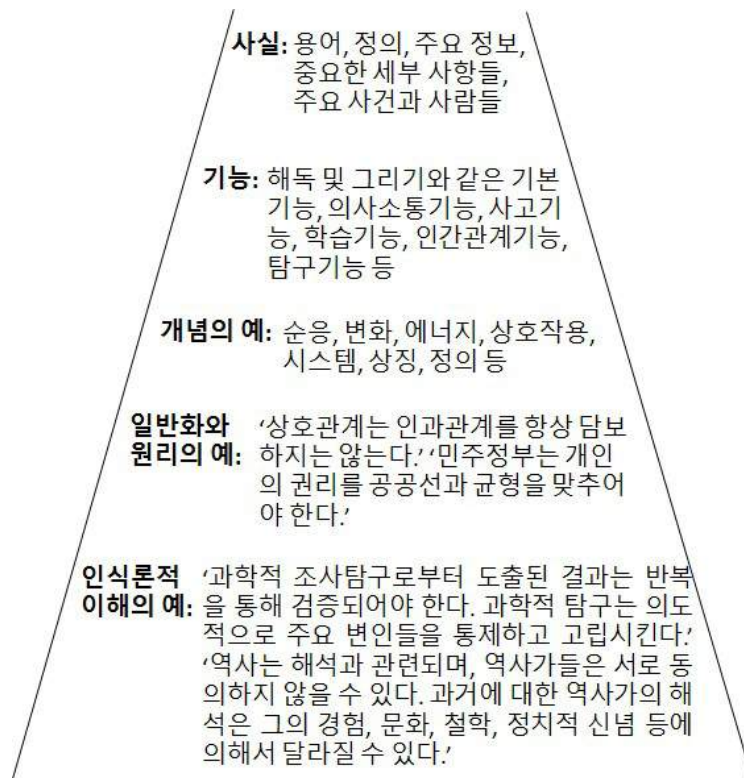 사실: 용어, 정의, 주요 정보,
중요한 세부 사항들,
주요 사건과 사람들
기능: 해독 및 그리기와 같은 기본
기능, 의사소통기능, 사고기
능, 학습기능, 인간관계기능,
탐구기능 등
개념의 예: 순응, 변화, 에너지, 상호작용,
시스템, 상징, 정의 등
일반화와 '상호관계는 인과관계를 항상 담보
원리의 예: 하지는 않는다.' '민주정부는 개인
의 권리를 공공선과 균형을 맞추어
야 한다.'
인식론적 '과학적 조사탐구로부터 도출된 결과는 반복
이해의 예: 을 통해 검증되어야 한다. 과학적 탐구는 의도
적으로 주요 변인들을 통제하고 고립시킨다.'
'역사는 해석과 관련되며, 역사가들은 서로 동
의하지 않을 수 있다. 과거에 대한 역사가의 해
석은 그의 경험, 문화, 철학, 정치적 신념 등에
의해서 달라질 수 있다.'